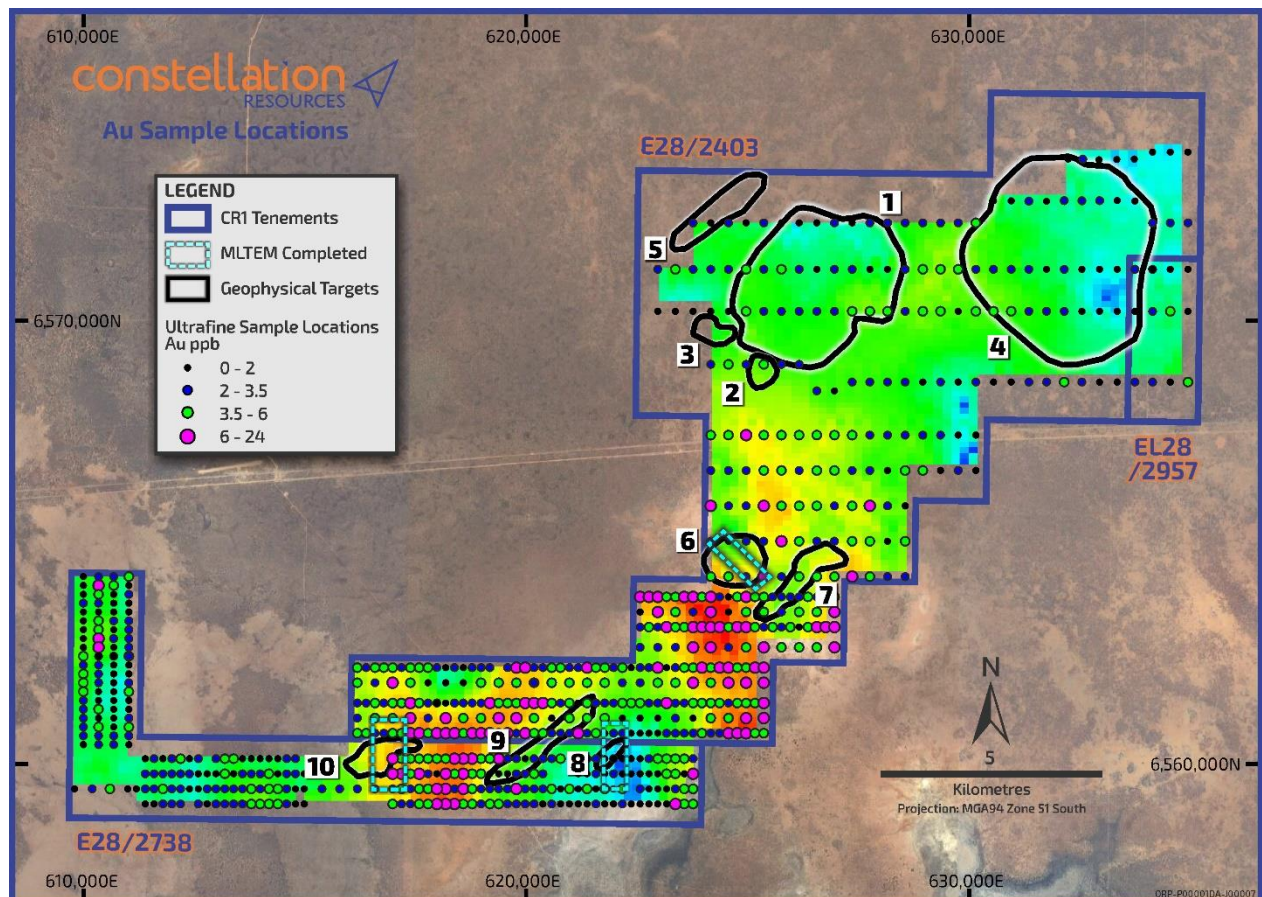 610,000E
620,000E
630,000E
constellation
RESOURCES
Au Sample Locations
E28/2403
LEGEND
CR1 Tenements
MLTEM Completed
Geophysical Targets
Ultrafine Sample Locations
Au ppb
0 - 2
2 - 3.5
3.5 - 6
6 - 24
1
5
6,570,000N
3
4
2
EL28
/2957
6
7
N
9
8
10
5
Kilometres
Projection: MGA94 Zone 51 South
6,560,000N
E28/2738
610,000E
620,000E
630,000E